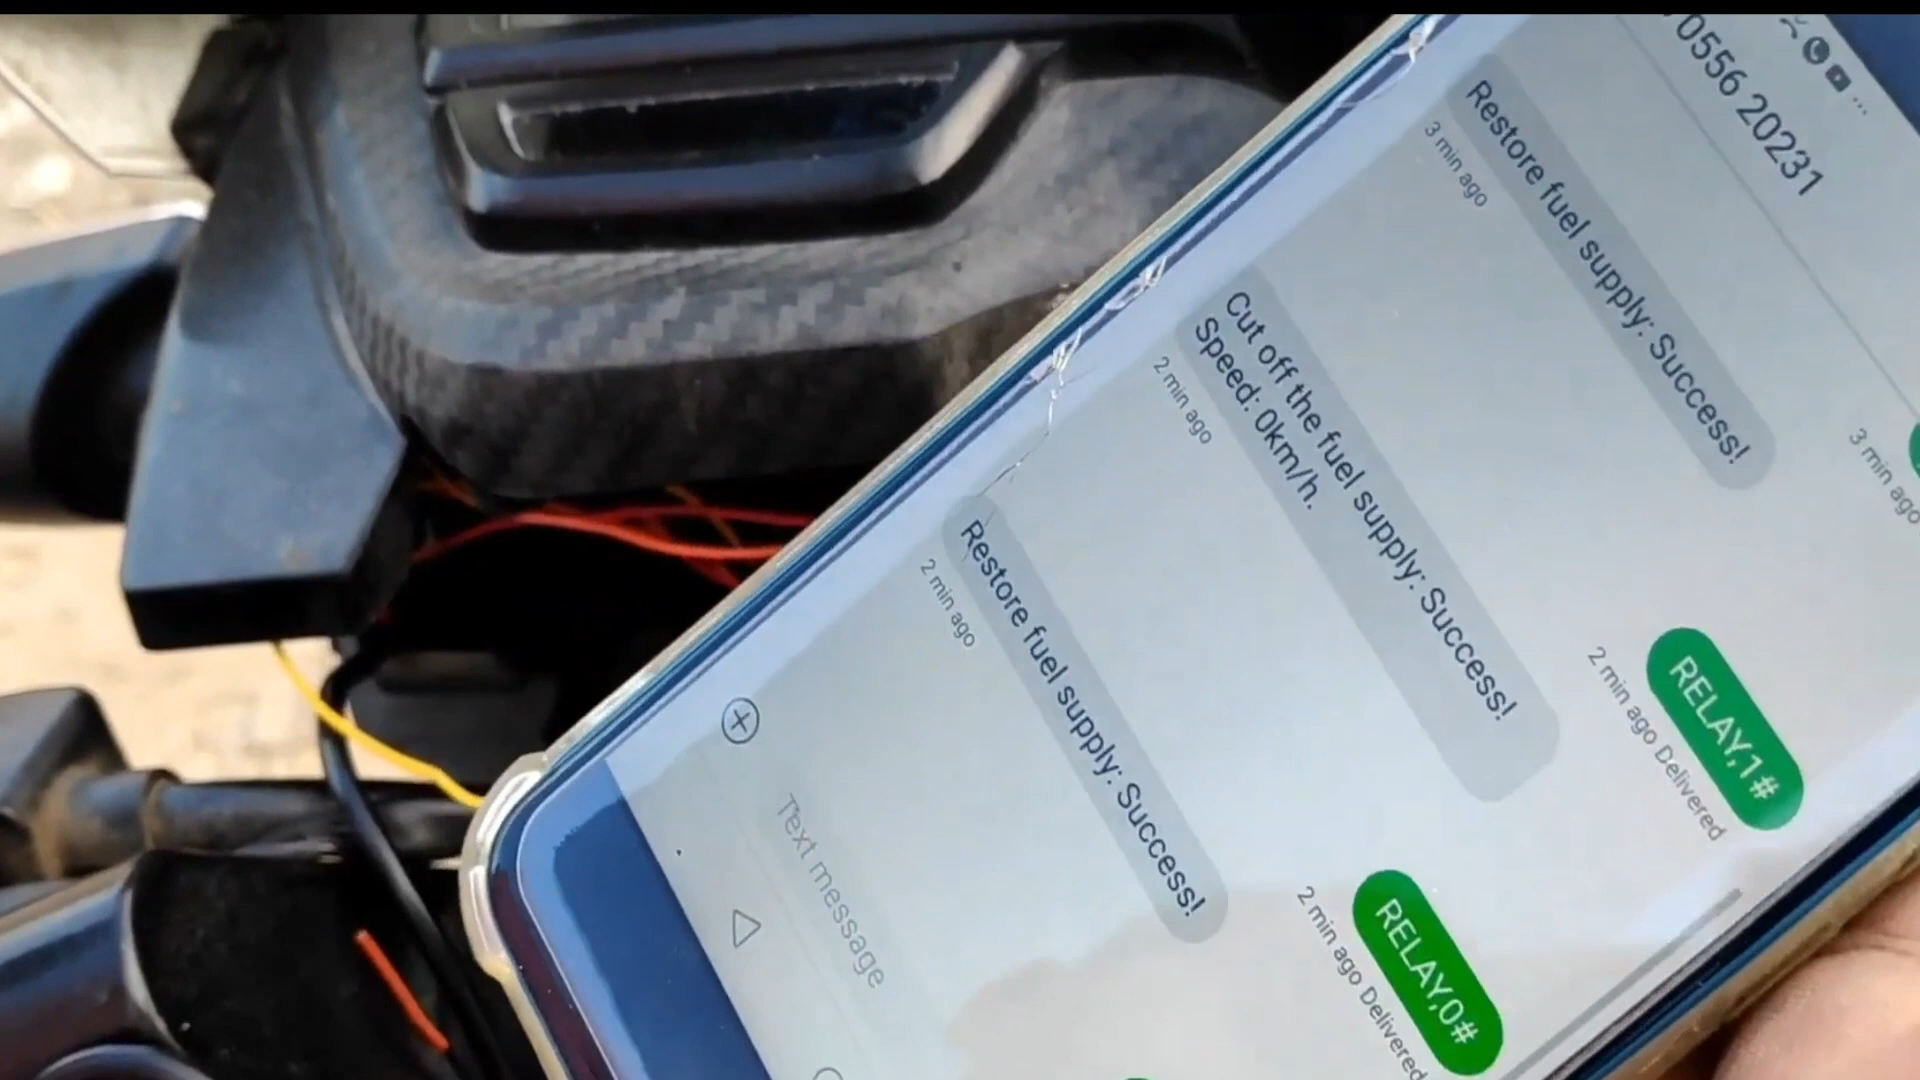 70556 20231
Restore fuel supply: Success!
3 min ago
3 min ago
RELAY,1#
2 min ago Delivered
Cut off the fuel supply: Success!
Speed: 0km/h.
2 min ago
RELAY,0#
2 min ago Delivered
Restore fuel supply: Success!
2 min ago
Text message